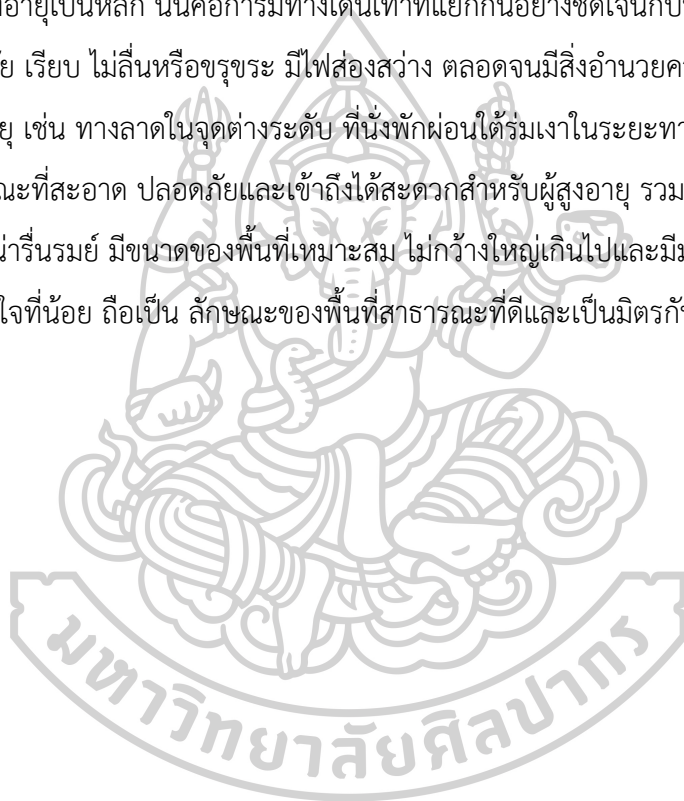 อายุเป็นหลัก นั่นคือการมีทางเดินเท้าที่แยกกันอย่างชัดเจนกับ
เรียบ ไม่ลื่นหรือขรุขระ มีไฟส่องสว่าง ตลอดจนมีสิ่งอำนวยค
เช่น ทางลาดในจุดต่างระดับ ที่นั่งพักผ่อนใต้ร่มเงาในระยะทา
ณะที่สะอาด ปลอดภัยและเข้าถึงได้สะดวกสำหรับผู้สูงอายุ รวม
น่ารื่นรมย์ มีขนาดของพื้นที่เหมาะสม ไม่กว้างใหญ่เกินไปและมีม
ใจที่น้อย ถือเป็น ลักษณะของพื้นที่สาธารณะที่ดีและเป็นมิตรกับ
มหาวิทยาลัยศิลปากร